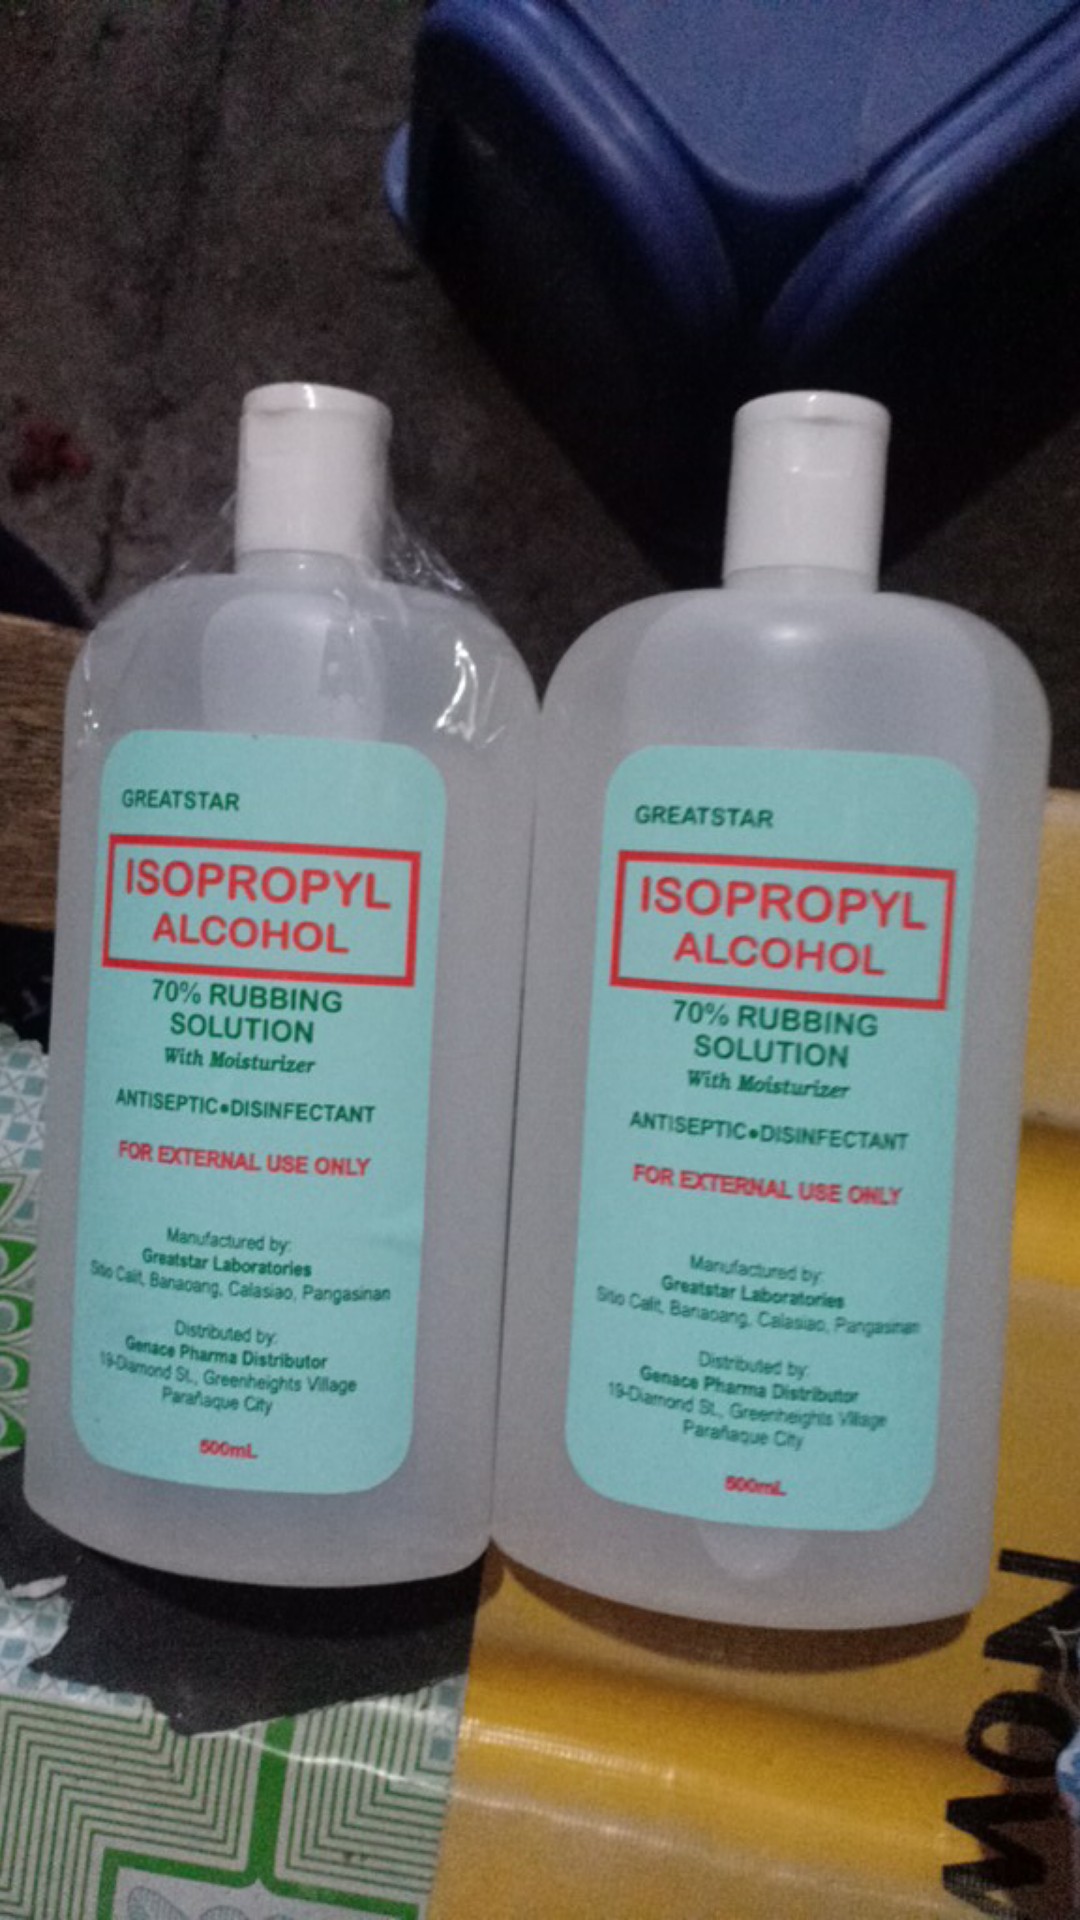 GREATSTAR
ISOPROPYL
ALCOHOL
70% RUBBING
SOLUTION
With Moisturizer
ANTISEPTIC●DISINFECTANT
FOR EXTERNAL USE ONLY
Manufactured by:
Greatstar Laboratories
Sitio Calit, Banaoang, Calasiao, Pangasinan
Distributed by:
Genace Pharma Distributor
19-Diamond St., Greenheights Village
Parañaque City
500mL
GREATSTAR
ISOPROPYL
ALCOHOL
70% RUBBING
SOLUTION
With Moisturizer
ANTISEPTIC●DISINFECTANT
FOR EXTERNAL USE ONLY
Manufactured by:
Greatstar Laboratories
Sitio Calit, Banaoang, Calasiao, Pangasinan
Distributed by:
Genace Pharma Distributor
19-Diamond St., Greenheights Village
Parañaque City
500mL